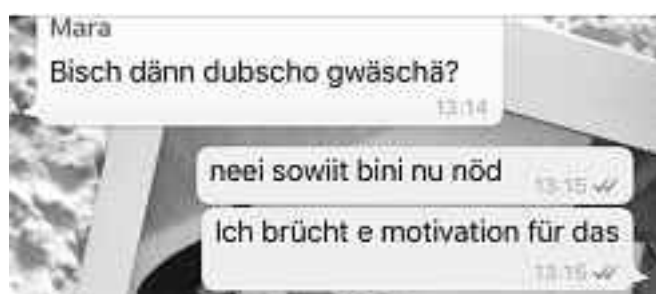 Mara
Bisch dänn dubscho gwäschä?
13:14
neei sowiit bini nu nöd
13:15
Ich brücht e motivation für das
13:15